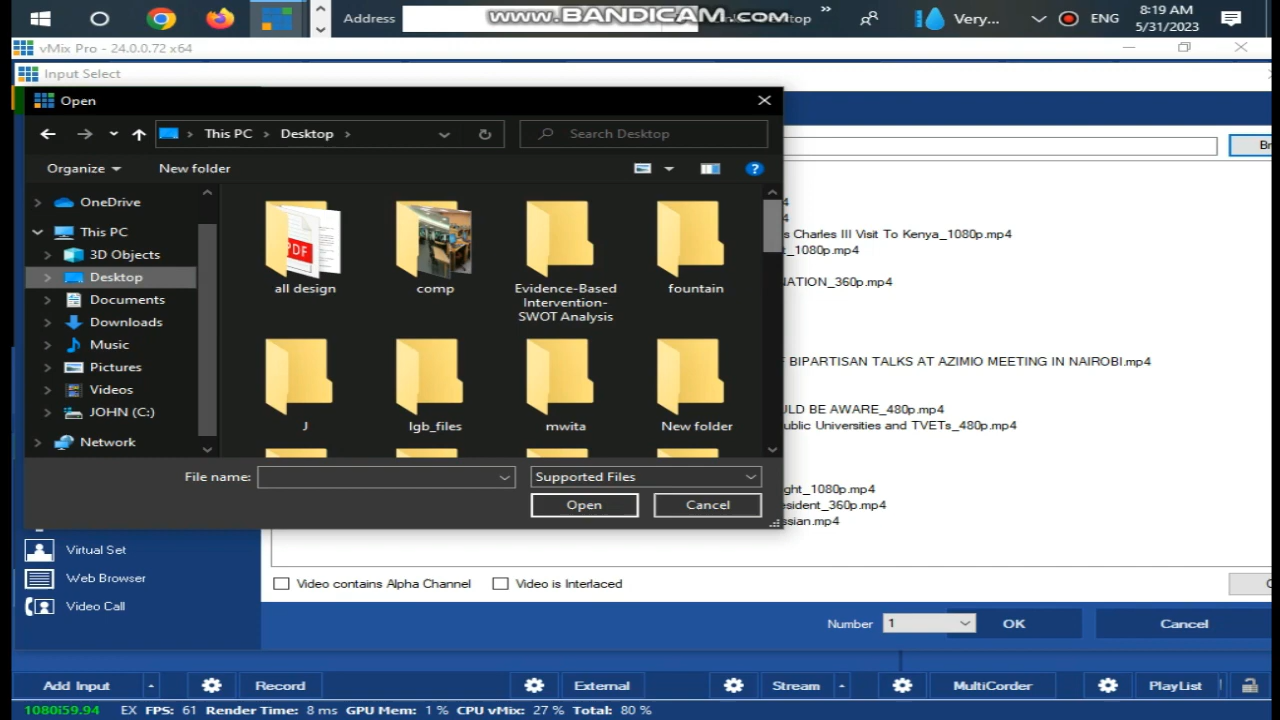 Address
www.BANDICAM.com
top
»
Very...
ENG
8:19 AM
5/31/2023
vMix Pro - 24.0.0.72 x64
Input Select
Open
This PC > Desktop >
Search Desktop
Br
Organize
New folder
OneDrive
This PC
3D Objects
Desktop
Documents
Downloads
Music
Pictures
Videos
JOHN (C:)
Network
PDF
all design
comp
Evidence-Based
Intervention-
SWOT Analysis
fountain
J
lgb_files
mwita
New folder
File name:
Supported Files
Open
Cancel
4
4
s Charles III Visit To Kenya_1080p.mp4
t_1080p.mp4
NATION_360p.mp4
F BIPARTISAN TALKS AT AZIMIO MEETING IN NAIROBI.mp4
ULD BE AWARE_480p.mp4
ublic Universities and TVETs_480p.mp4
ght_1080p.mp4
esident_360p.mp4
ssian.mp4
Virtual Set
Web Browser
Video Call
Video contains Alpha Channel
Video is Interlaced
Number
1
OK
Cancel
Add Input
Record
External
Stream
MultiCorder
PlayList
1080i59.94 EX FPS: 61 Render Time: 8 ms GPU Mem: 1 % CPU vMix: 27 % Total: 80 %